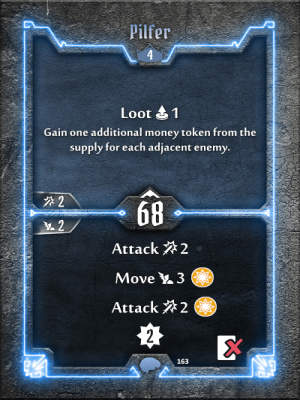 Pilfer
4
Loot 1
Gain one additional money token from the
supply for each adjacent enemy.
2
2
68
Attack 2
Move 3
Attack 2
2
163